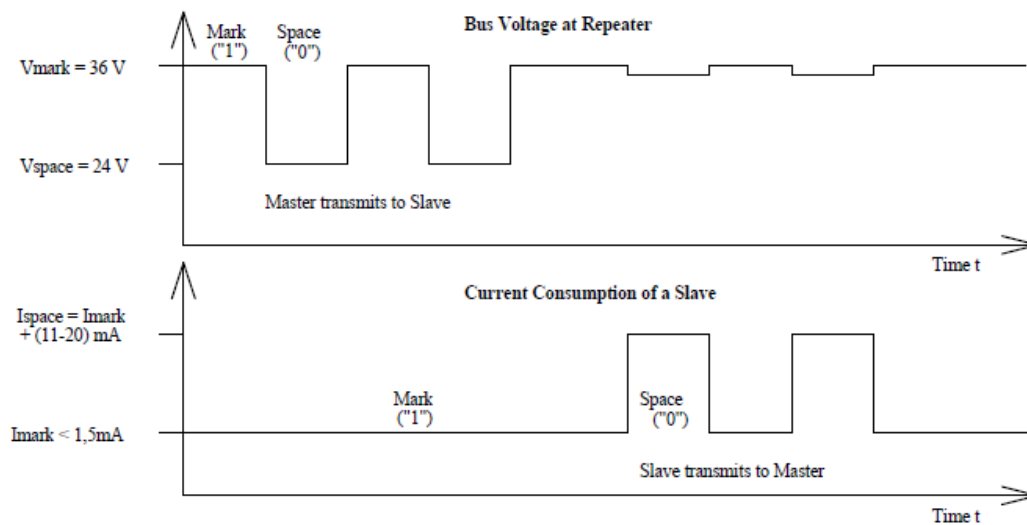 Bus Voltage at Repeater
Mark
("1")
Space
("0")
Vmark = 36 V
Vspace = 24 V
Master transmits to Slave
Time t
Current Consumption of a Slave
Ispace = Imark
+ (11-20) mA
Mark
("1")
Space
("0")
Imark < 1,5mA
Slave transmits to Master
Time t